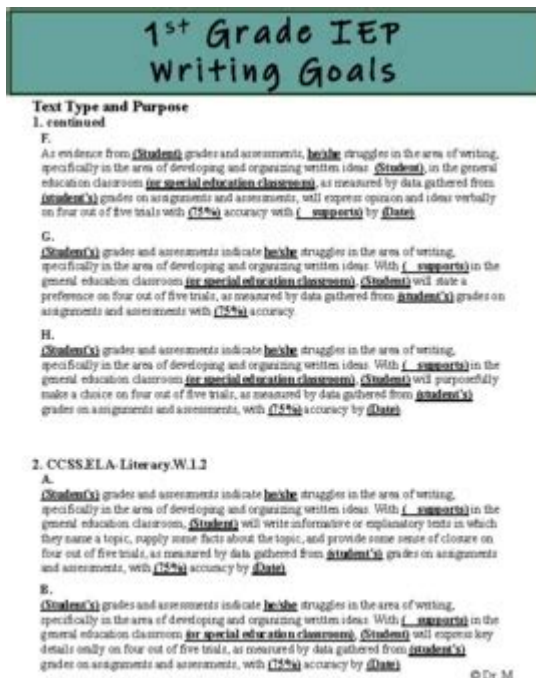 1st Grade IEP
Writing Goals
Text Type and Purpose
1. continued
F.
As evidence from (Student) grades and assessments, he/she struggles in the area of writing,
specifically in the area of developing and organizing written ideas. (Student), in the general
education classroom (or special education classroom), as measured by data gathered from
(student's) grades on assignments and assessments, will express opinion and ideas verbally
on four out of five trials with (75%) accuracy with ( supports) by (Date).
G.
(Student's) grades and assessments indicate he/she struggles in the area of writing,
specifically in the area of developing and organizing written ideas. With ( supports) in the
general education classroom (or special education classroom), (Student) will state a
preference on four out of five trials, as measured by data gathered from (student's) grades on
assignments and assessments with (75%) accuracy.
H.
(Student's) grades and assessments indicate he/she struggles in the area of writing,
specifically in the area of developing and organizing written ideas. With ( supports) in the
general education classroom (or special education classroom), (Student) will purposefully
make a choice on four out of five trials, as measured by data gathered from (student's)
grades on assignments and assessments, with (75%) accuracy by (Date).
2. CCSS.ELA-Literacy.W.1.2
A.
(Student's) grades and assessments indicate he/she struggles in the area of writing,
specifically in the area of developing and organizing written ideas. With ( supports) in the
general education classroom, (Student) will write informative or explanatory texts in which
they name a topic, supply some facts about the topic, and provide some sense of closure on
four out of five trials, as measured by data gathered from (student's) grades on assignments
and assessments, with (75%) accuracy by (Date).
B.
(Student's) grades and assessments indicate he/she struggles in the area of writing,
specifically in the area of developing and organizing written ideas. With ( supports) in the
general education classroom (or special education classroom), (Student) will express key
details orally on four out of five trials, as measured by data gathered from (student's)
grades on assignments and assessments, with (75%) accuracy by (Date).
© Dr. M